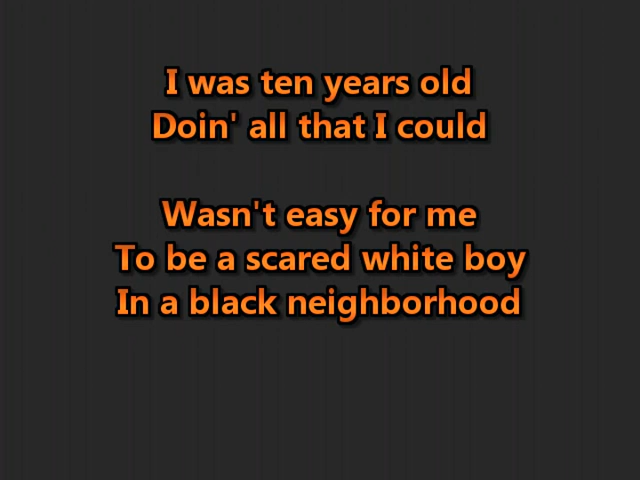 I was ten years old
Doin' all that I could
Wasn't easy for me
To be a scared white boy
In a black neighborhood